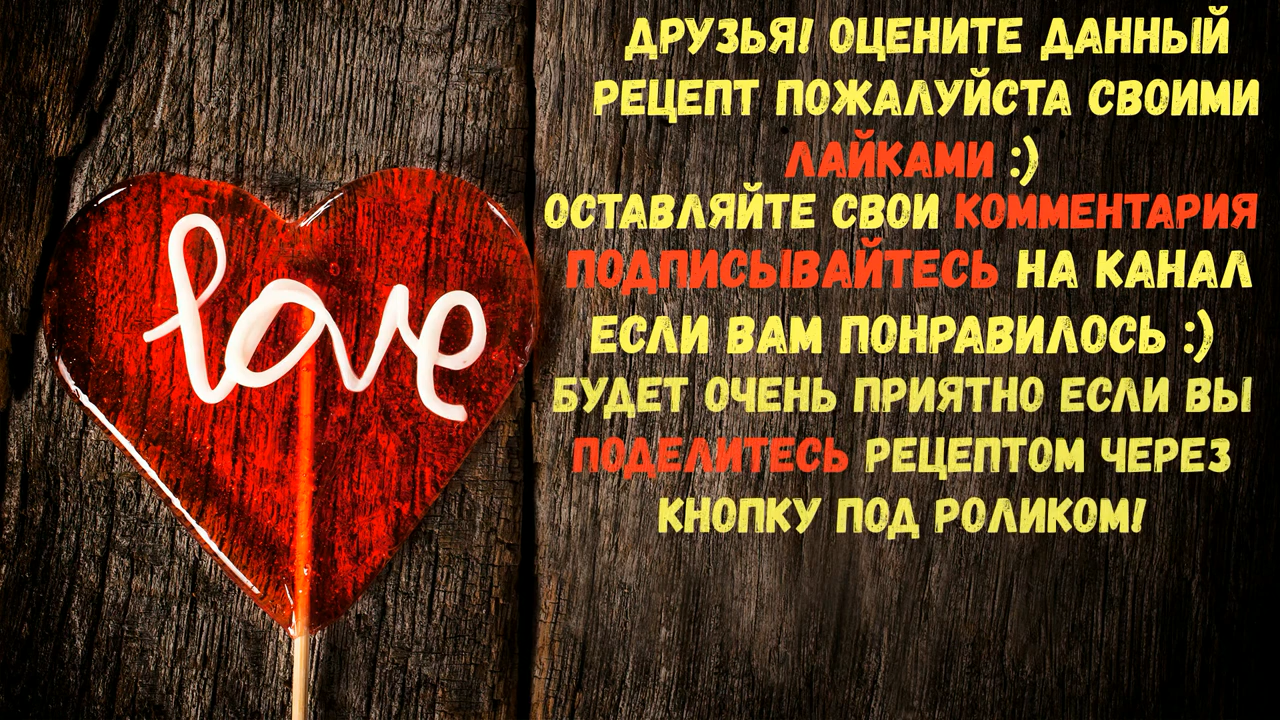 love
ДРУЗЬЯ! ОЦЕНИТЕ ДАННЫЙ
РЕЦЕПТ ПОЖАЛУЙСТА СВОИМИ
ЛАЙКАМИ :)
ОСТАВЛЯЙТЕ СВОИ КОММЕНТАРИЯ
ПОДПИСЫВАЙТЕСЬ НА КАНАЛ
ЕСЛИ ВАМ ПОНРАВИЛОСЬ :)
БУДЕТ ОЧЕНЬ ПРИЯТНО ЕСЛИ ВЫ
ПОДЕЛИТЕСЬ РЕЦЕПТОМ ЧЕРЕЗ
КНОПКУ ПОД РОЛИКОМ!